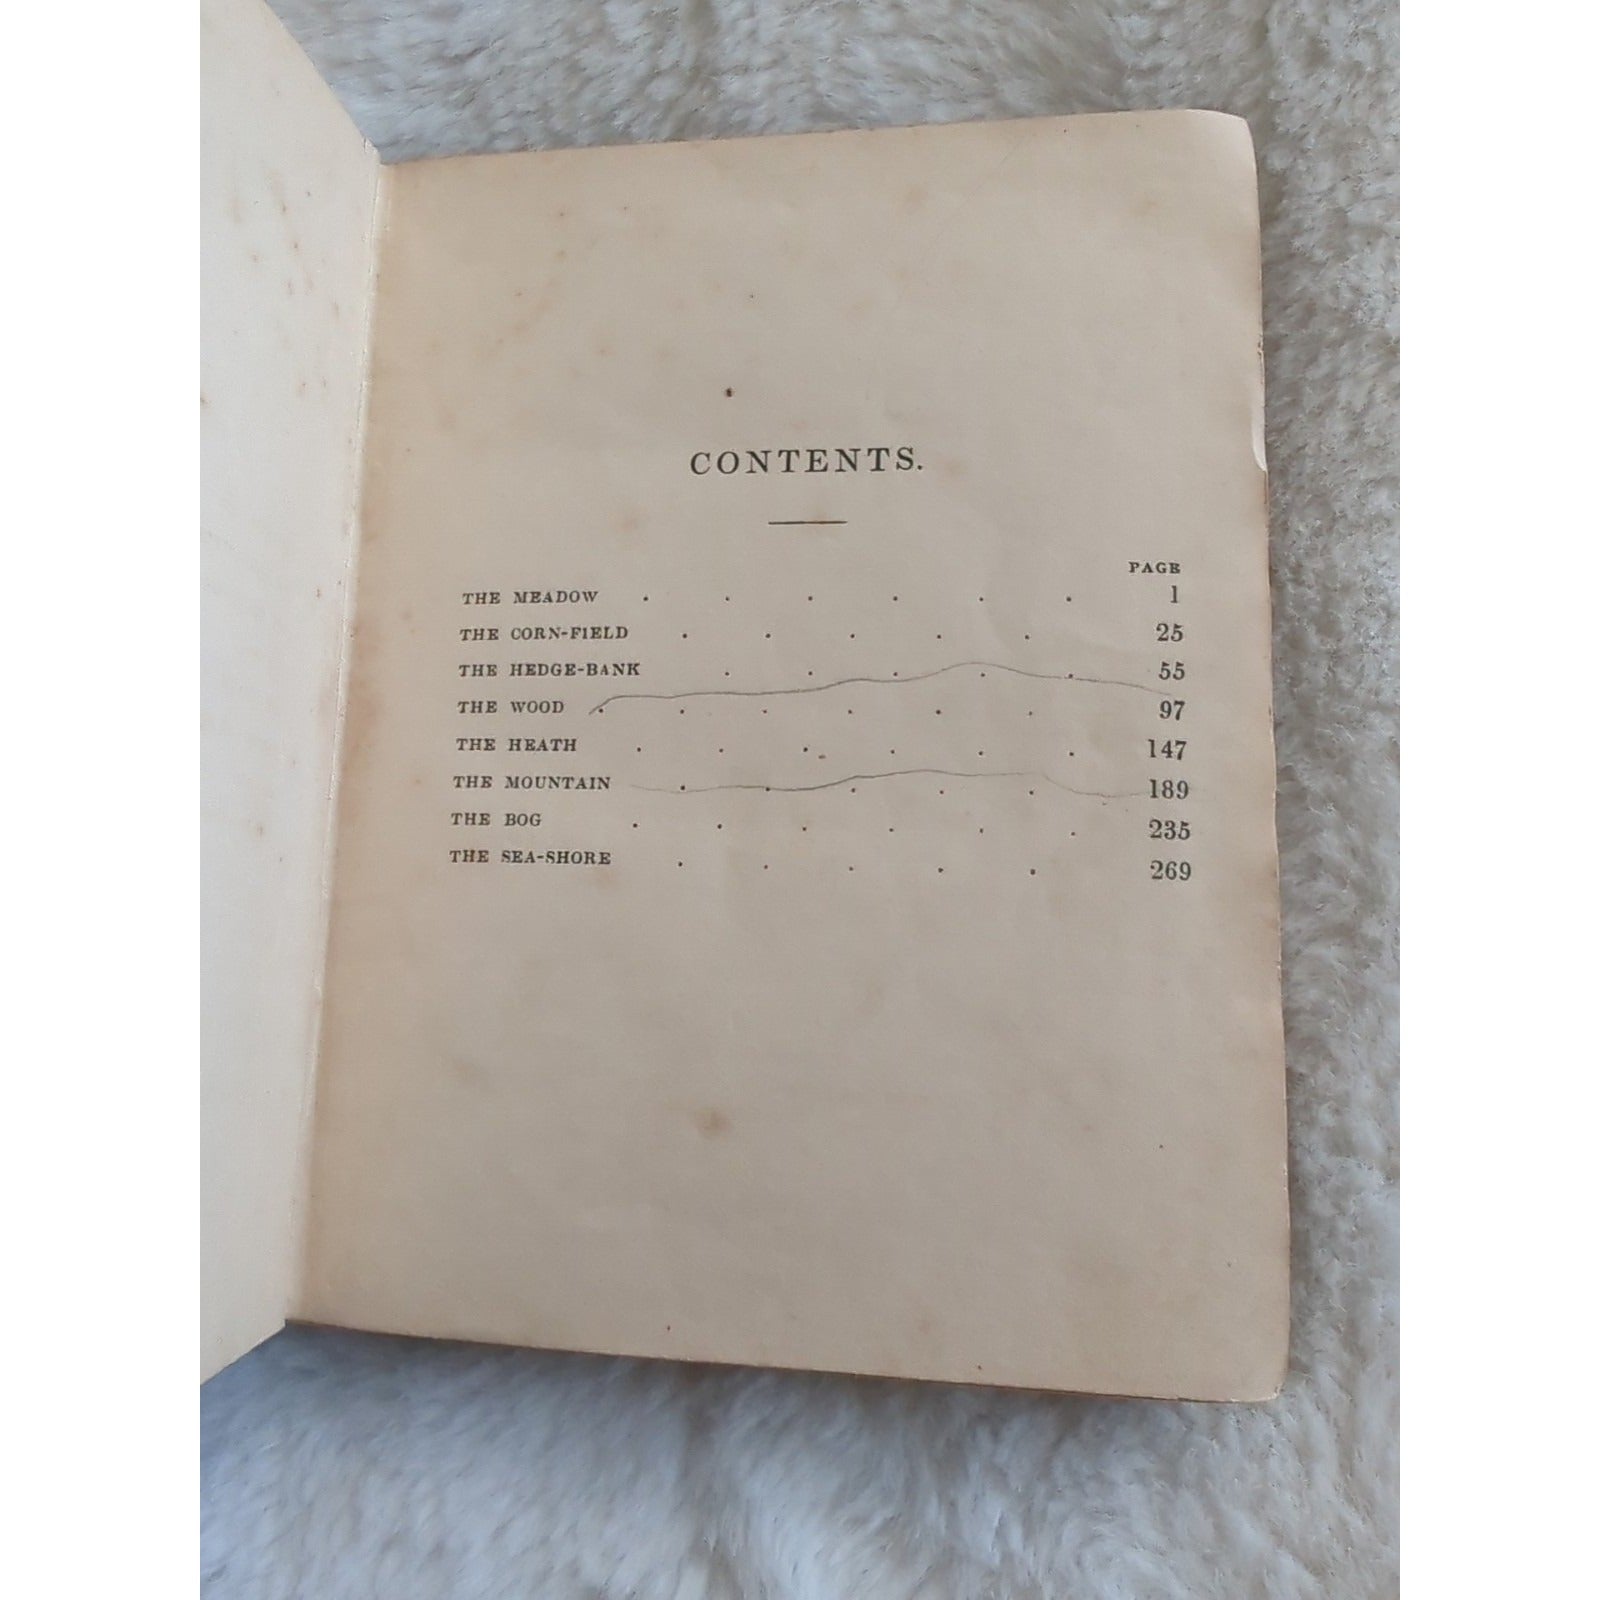 CONTENTS.
PAGE
THE MEADOW . . . . . . 1
THE CORN-FIELD . . . . . 25
THE HEDGE-BANK . . . . . 55
THE WOOD . . . . . . 97
THE HEATH . . . . . . 147
THE MOUNTAIN . . . . . 189
THE BOG . . . . . . 235
THE SEA-SHORE . . . . . 269